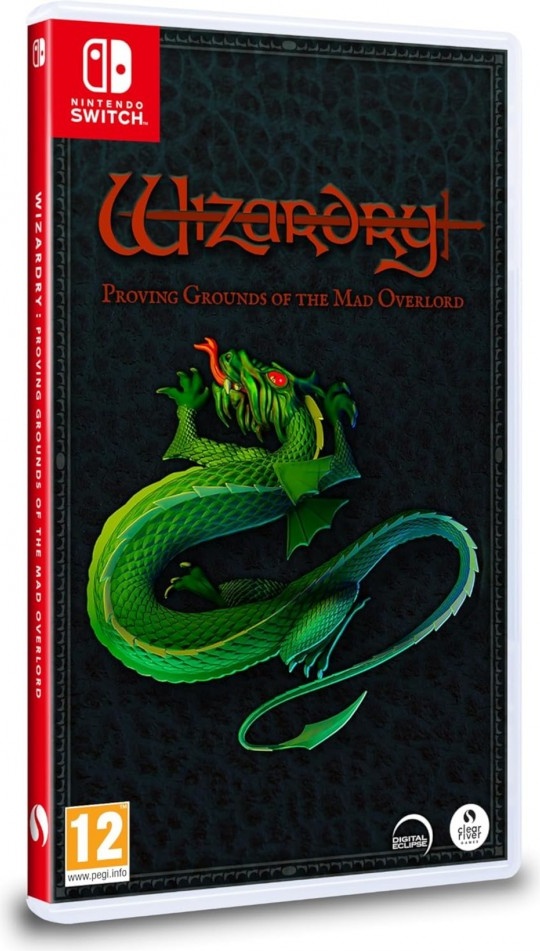 NINTENDO
SWITCH™
Wizardry
PROVING GROUNDS OF THE MAD OVERLORD
WIZARDRY: PROVING GROUNDS OF THE MAD OVERLORD
12
www.pegi.info
DIGITAL
ECLIPSE
clear
river
GAMES